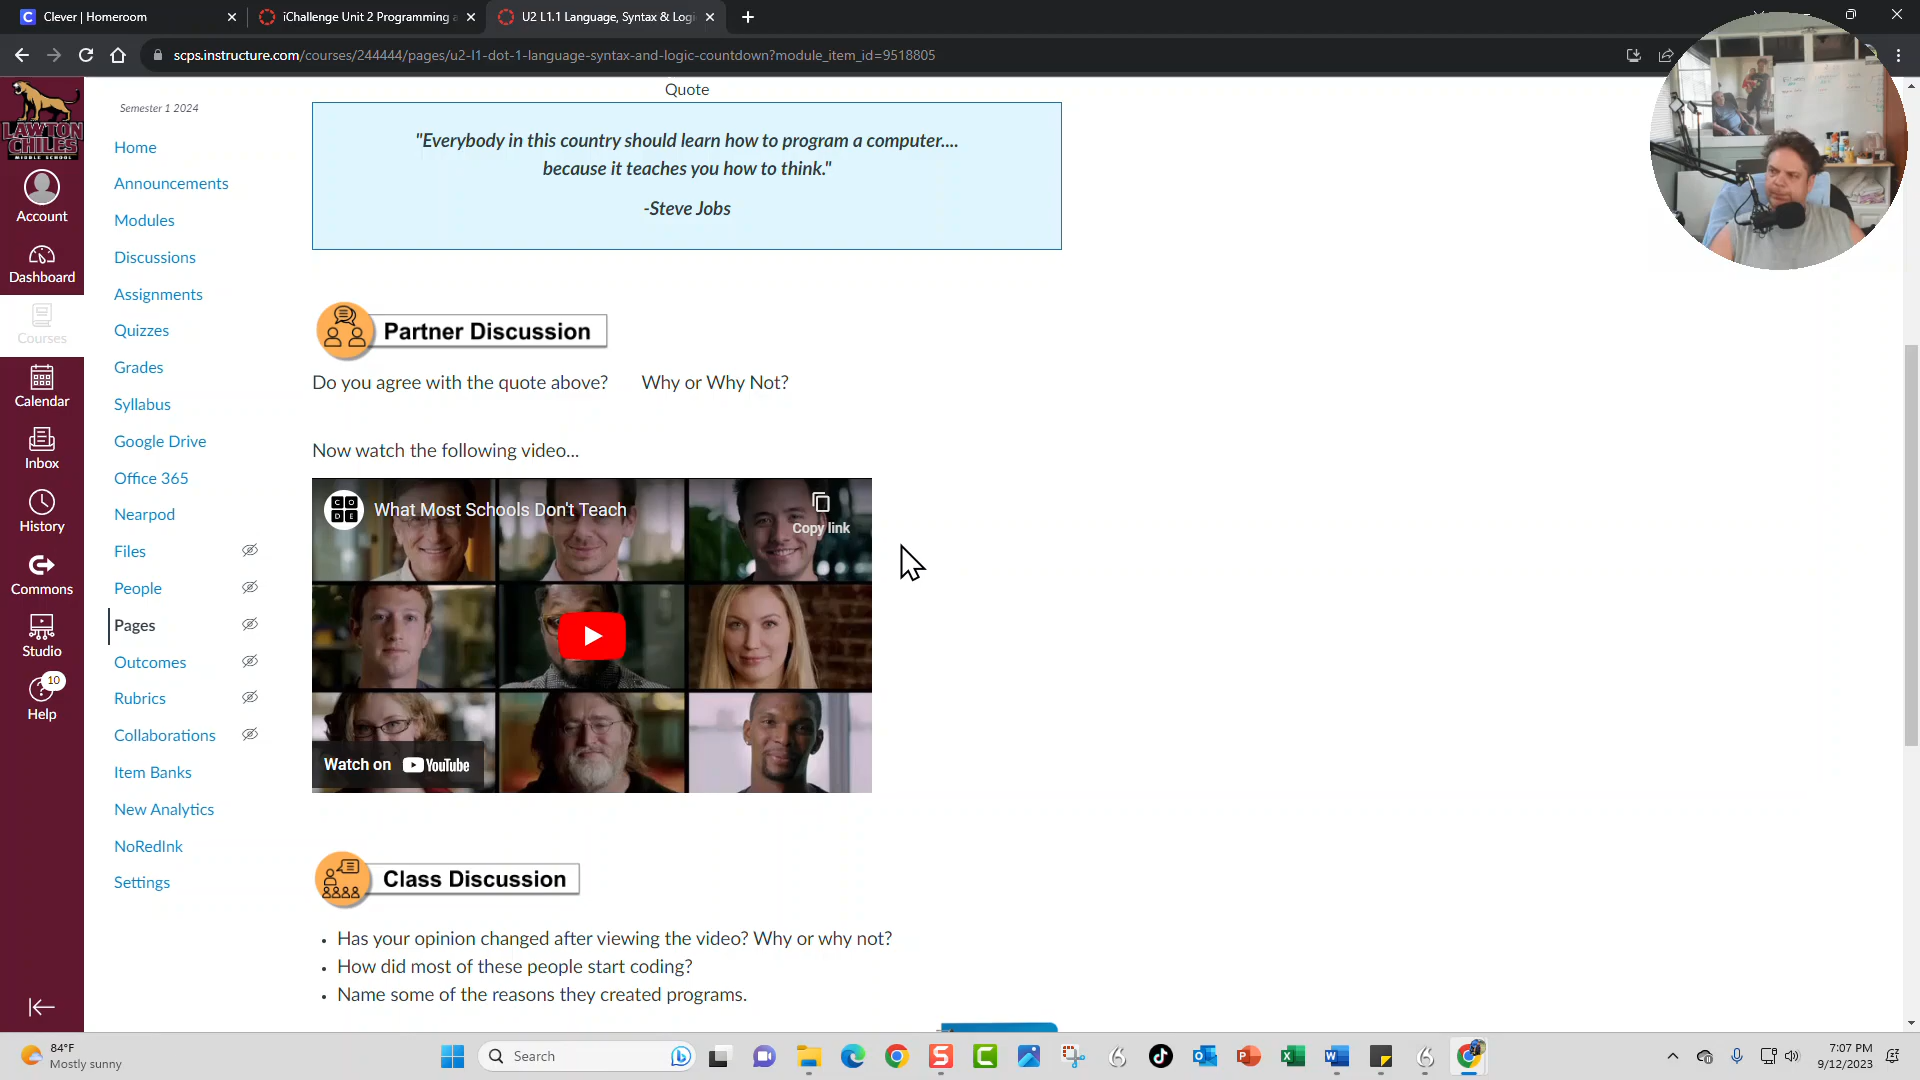 Clever | Homeroom
iChallenge Unit 2 Programming a
U2 L1.1 Language, Syntax & Logi
scps.instructure.com/courses/244444/pages/u2-l1-dot-1-language-syntax-and-logic-countdown?module_item_id=9518805
LAWTON
CHILES
MIDDLE SCHOOL
Account
Dashboard
Courses
Calendar
Inbox
History
Commons
Studio
10
Help
Semester 1 2024
Home
Announcements
Modules
Discussions
Assignments
Quizzes
Grades
Syllabus
Google Drive
Office 365
Nearpod
Files
People
Pages
Outcomes
Rubrics
Collaborations
Item Banks
New Analytics
NoRedInk
Settings
Quote
"Everybody in this country should learn how to program a computer....
because it teaches you how to think."
-Steve Jobs
Partner Discussion
Do you agree with the quote above? Why or Why Not?
Now watch the following video...
CODE
What Most Schools Don't Teach
Copy link
Watch on YouTube
Class Discussion
• Has your opinion changed after viewing the video? Why or why not?
• How did most of these people start coding?
• Name some of the reasons they created programs.
84°F
Mostly sunny
Search
7:07 PM
9/12/2023